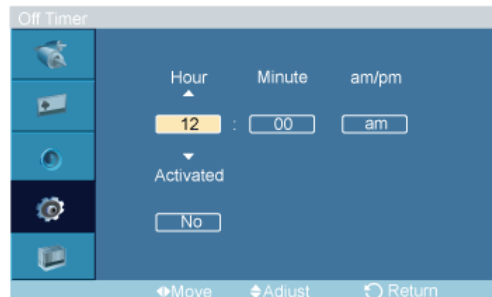 Off Timer
Hour Minute am/pm
12 : 00 am
Activated
No
Move Adjust Return